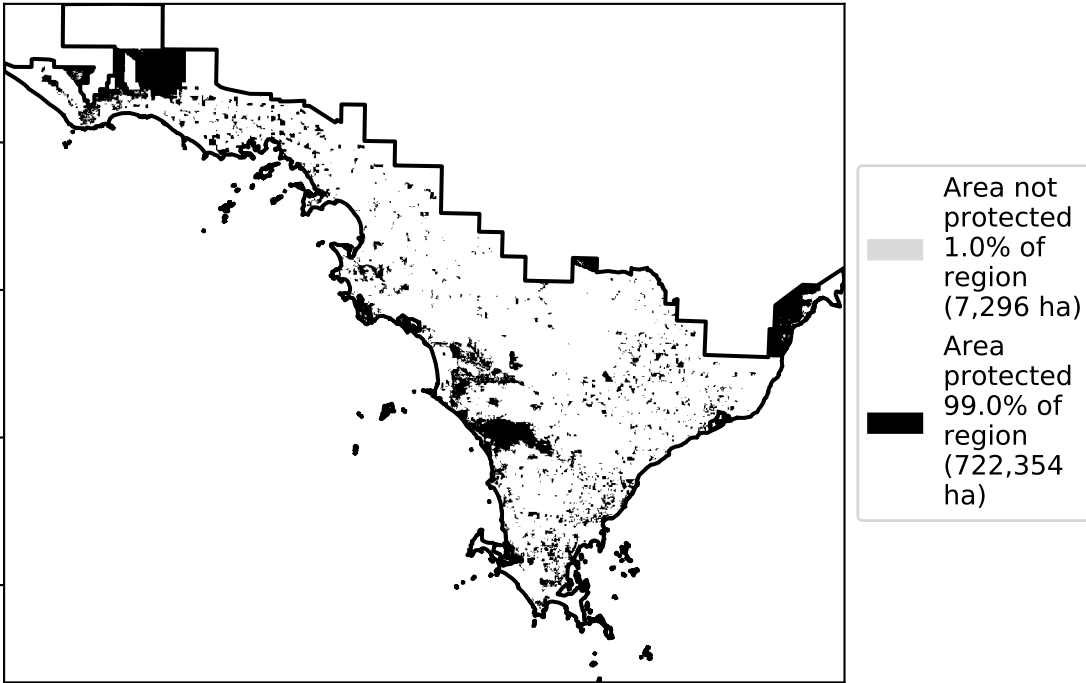 Area not
protected
1.0% of
region
(7,296 ha)
Area
protected
99.0% of
region
(722,354
ha)